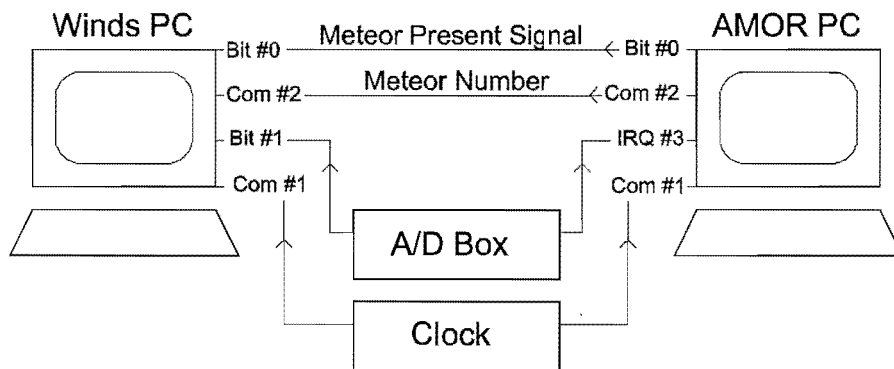 Winds PC
AMOR PC
Bit #0
Meteor Present Signal
Bit #0
Com #2
Meteor Number
Com #2
Bit #1
IRQ #3
Com #1
Com #1
A/D Box
Clock